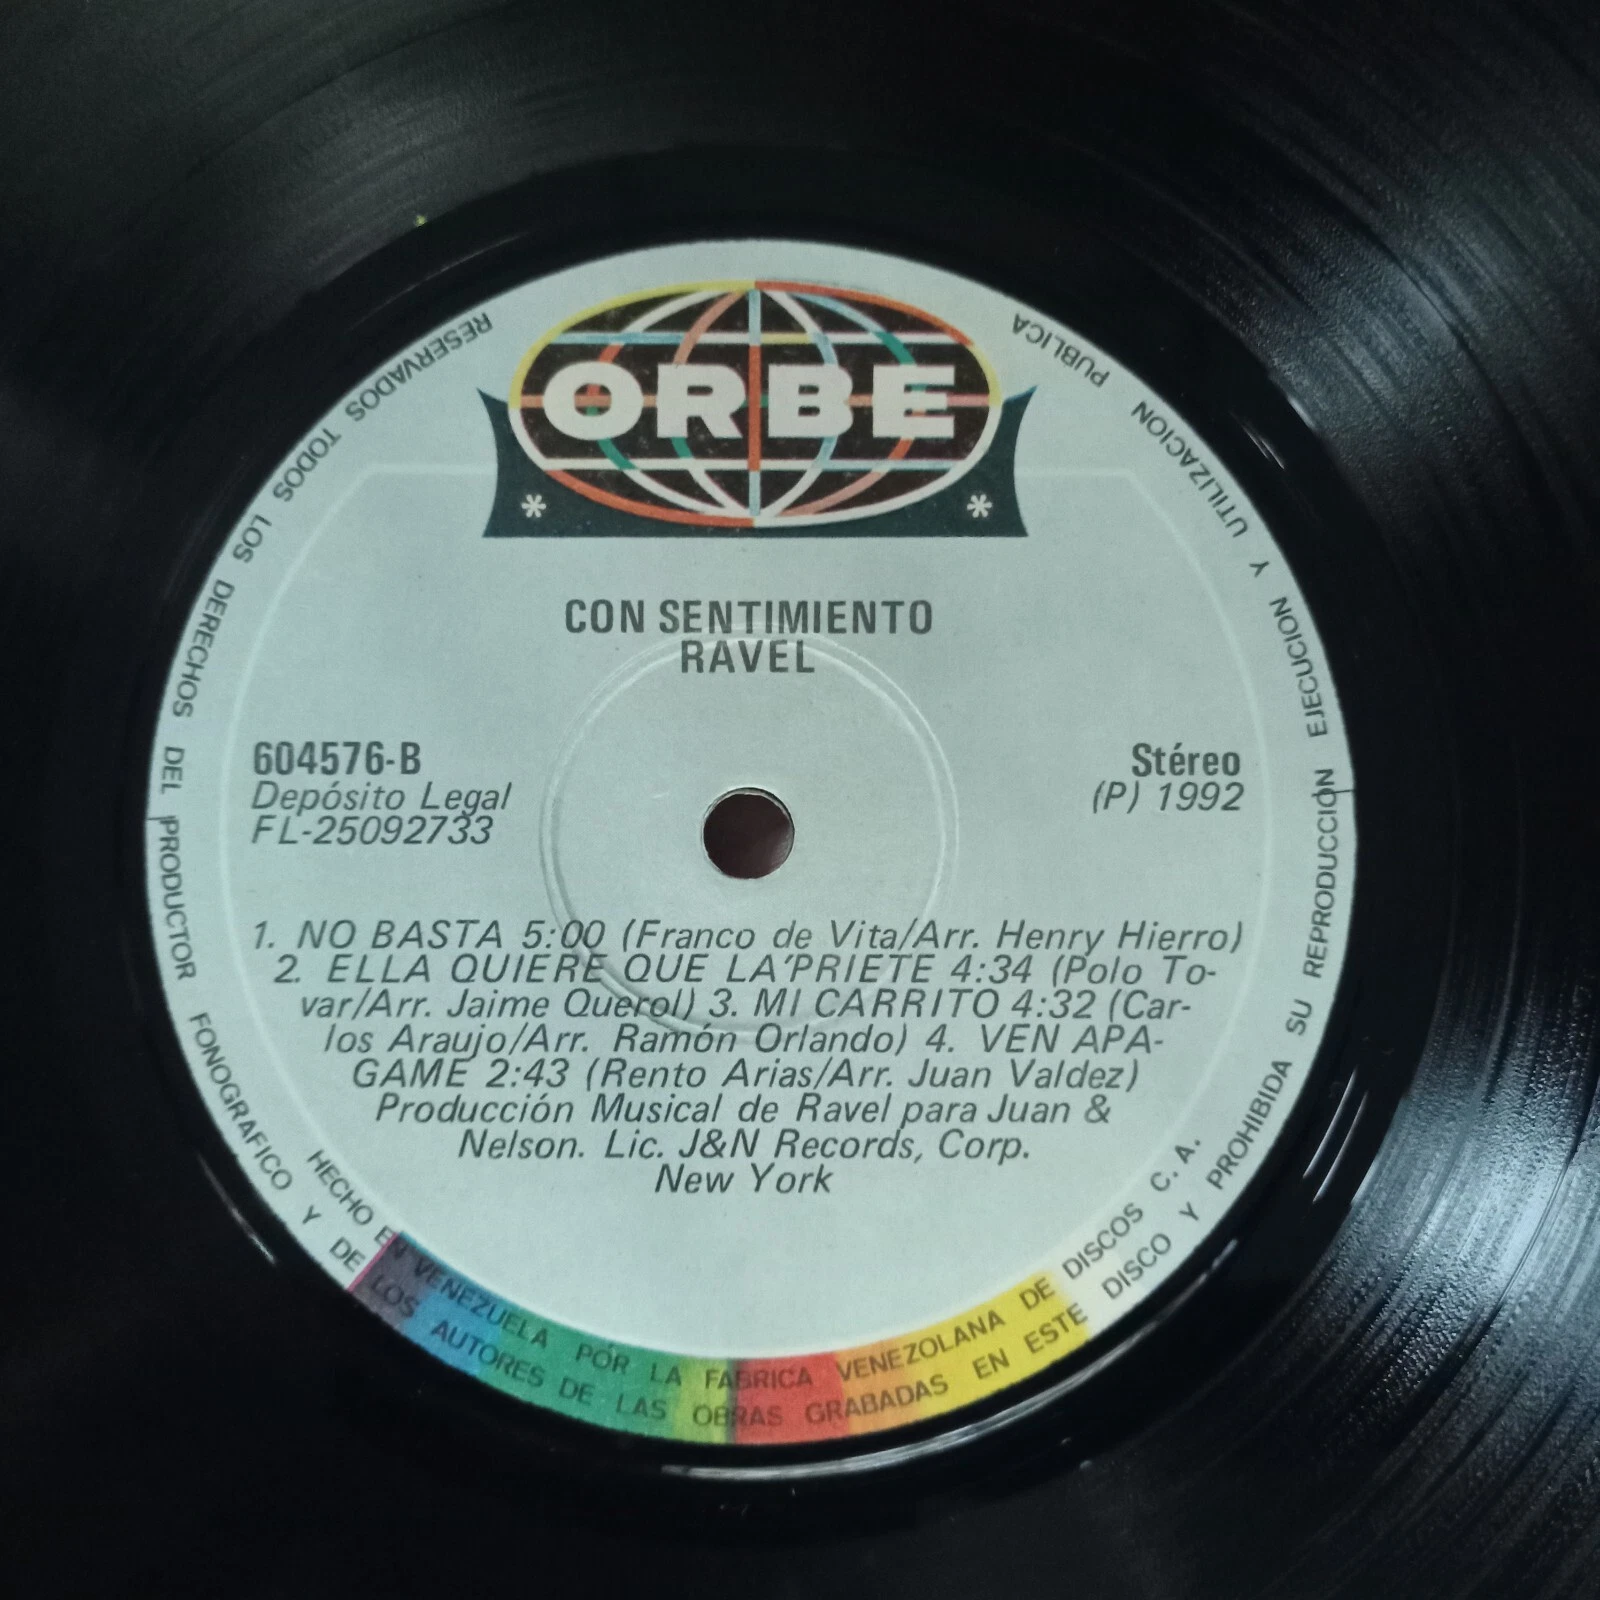 ORBE
* *
CON SENTIMIENTO
RAVEL
604576-B
Depósito Legal
FL-25092733
Stéreo
(P) 1992
1. NO BASTA 5:00 (Franco de Vita/Arr. Henry Hierro)
2. ELLA QUIERE QUE LA'PRIETE 4:34 (Polo To-
var/Arr. Jaime Querol) 3. MI CARRITO 4:32 (Car-
los Araujo/Arr. Ramón Orlando) 4. VEN APA-
GAME 2:43 (Rento Arias/Arr. Juan Valdez)
Producción Musical de Ravel para Juan &
Nelson. Lic. J&N Records, Corp.
New York
HECHO EN VENEZUELA POR LA FABRICA VENEZOLANA DE DISCOS C. A.
RESERVADOS TODOS LOS DERECHOS DEL PRODUCTOR FONOGRAFICO Y DE LOS AUTORES DE LAS OBRAS GRABADAS EN ESTE DISCO Y PROHIBIDA SU REPRODUCCIÓN EJECUCION Y UTILIZACION PUBLICA